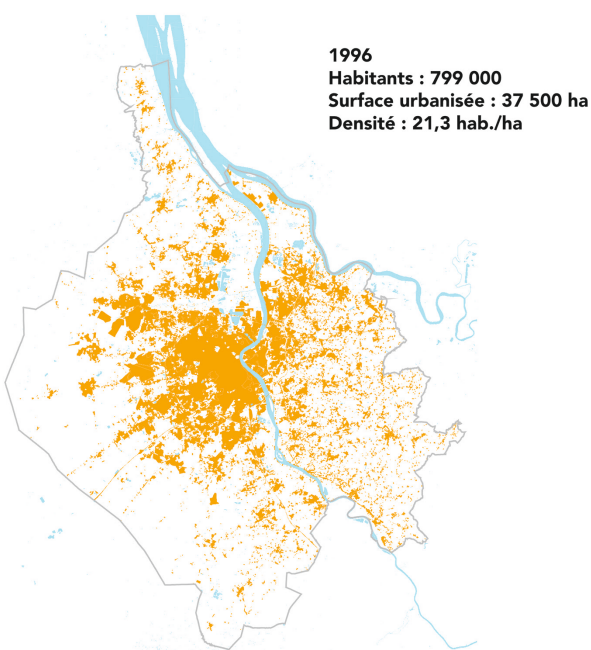 1996
Habitants : 799 000
Surface urbanisée : 37 500 ha
Densité : 21,3 hab./ha